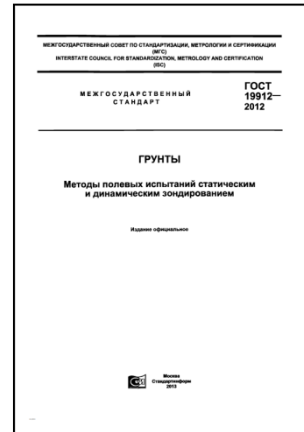 МЕЖГОСУДАРСТВЕННЫЙ СОВЕТ ПО СТАНДАРТИЗАЦИИ, МЕТРОЛОГИИ И СЕРТИФИКАЦИИ
(МГС)
INTERSTATE COUNCIL FOR STANDARDIZATION, METROLOGY AND CERTIFICATION
(ISC)
МЕЖГОСУДАРСТВЕННЫЙ
СТАНДАРТ
ГОСТ
19912—
2012
ГРУНТЫ
Методы полевых испытаний статическим
и динамическим зондированием
Издание официальное
Москва
Стандартинформ
2013